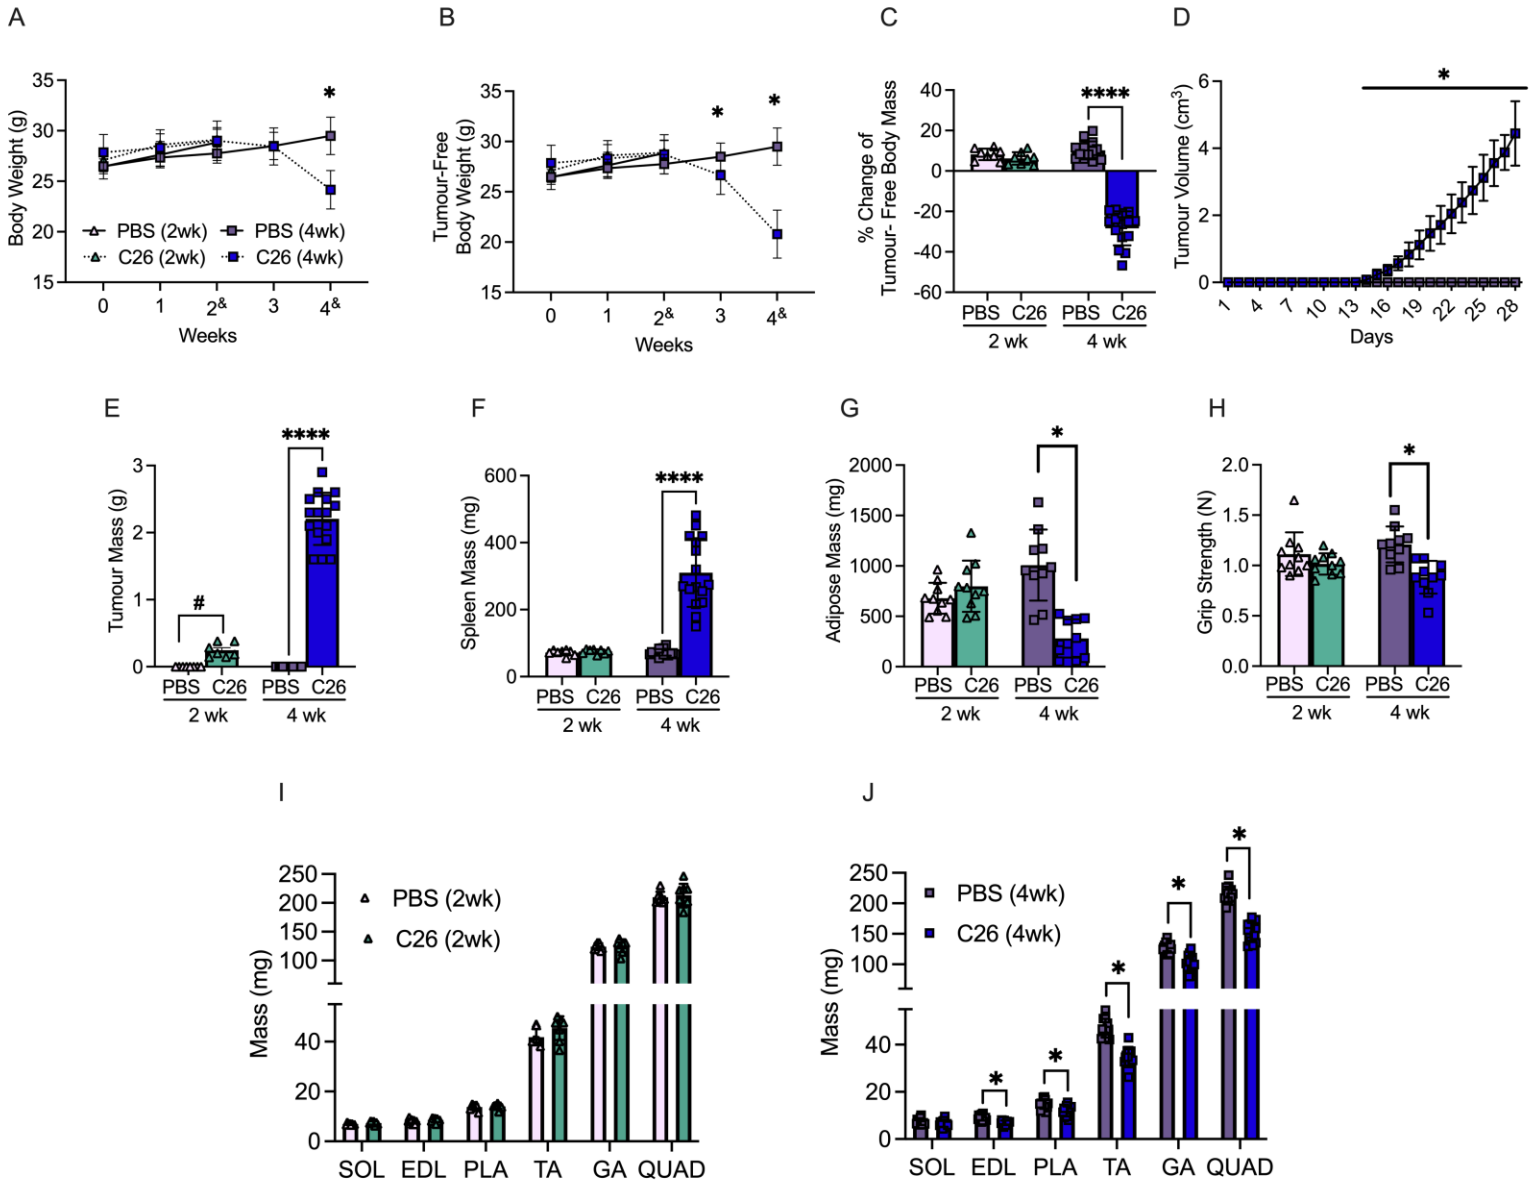 A
B
C
D
Body Weight (g)
35
30
25
20
15
*
PBS (2wk)
PBS (4wk)
C26 (2wk)
C26 (4wk)
0 1 2& 3 4&
Weeks
Tumour-Free
Body Weight (g)
35
30
25
20
15
* *
0 1 2& 3 4&
Weeks
% Change of
Tumour- Free Body Mass
40
20
0
-20
-40
-60
****
PBS C26 PBS C26
2 wk 4 wk
Tumour Volume (cm3)
6
4
2
0
*
1 4 7 10 13 16 19 22 25 28
Days
E
F
G
H
Tumour Mass (g)
3
2
1
0
#
****
PBS C26 PBS C26
2 wk 4 wk
Spleen Mass (mg)
600
400
200
0
****
PBS C26 PBS C26
2 wk 4 wk
Adipose Mass (mg)
2000
1500
1000
500
0
*
PBS C26 PBS C26
2 wk 4 wk
Grip Strength (N)
2.0
1.5
1.0
0.5
0.0
*
PBS C26 PBS C26
2 wk 4 wk
I
J
Mass (mg)
250
200
150
100
40
20
0
PBS (2wk)
C26 (2wk)
SOL EDL PLA TA GA QUAD
Mass (mg)
250
200
150
100
40
20
0
PBS (4wk)
C26 (4wk)
* * * * *
SOL EDL PLA TA GA QUAD